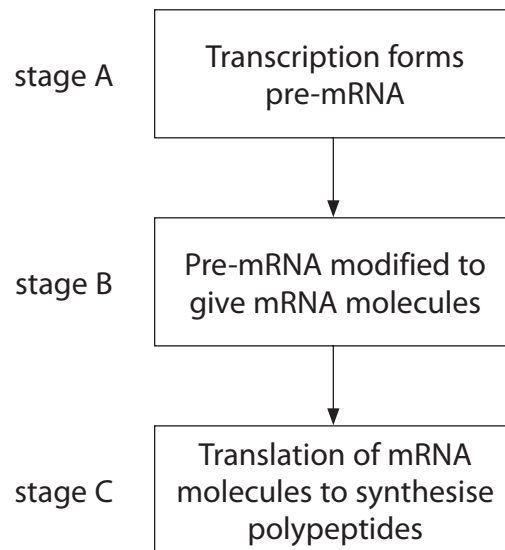 stage A
Transcription forms
pre-mRNA
stage B
Pre-mRNA modified to
give mRNA molecules
stage C
Translation of mRNA
molecules to synthesise
polypeptides